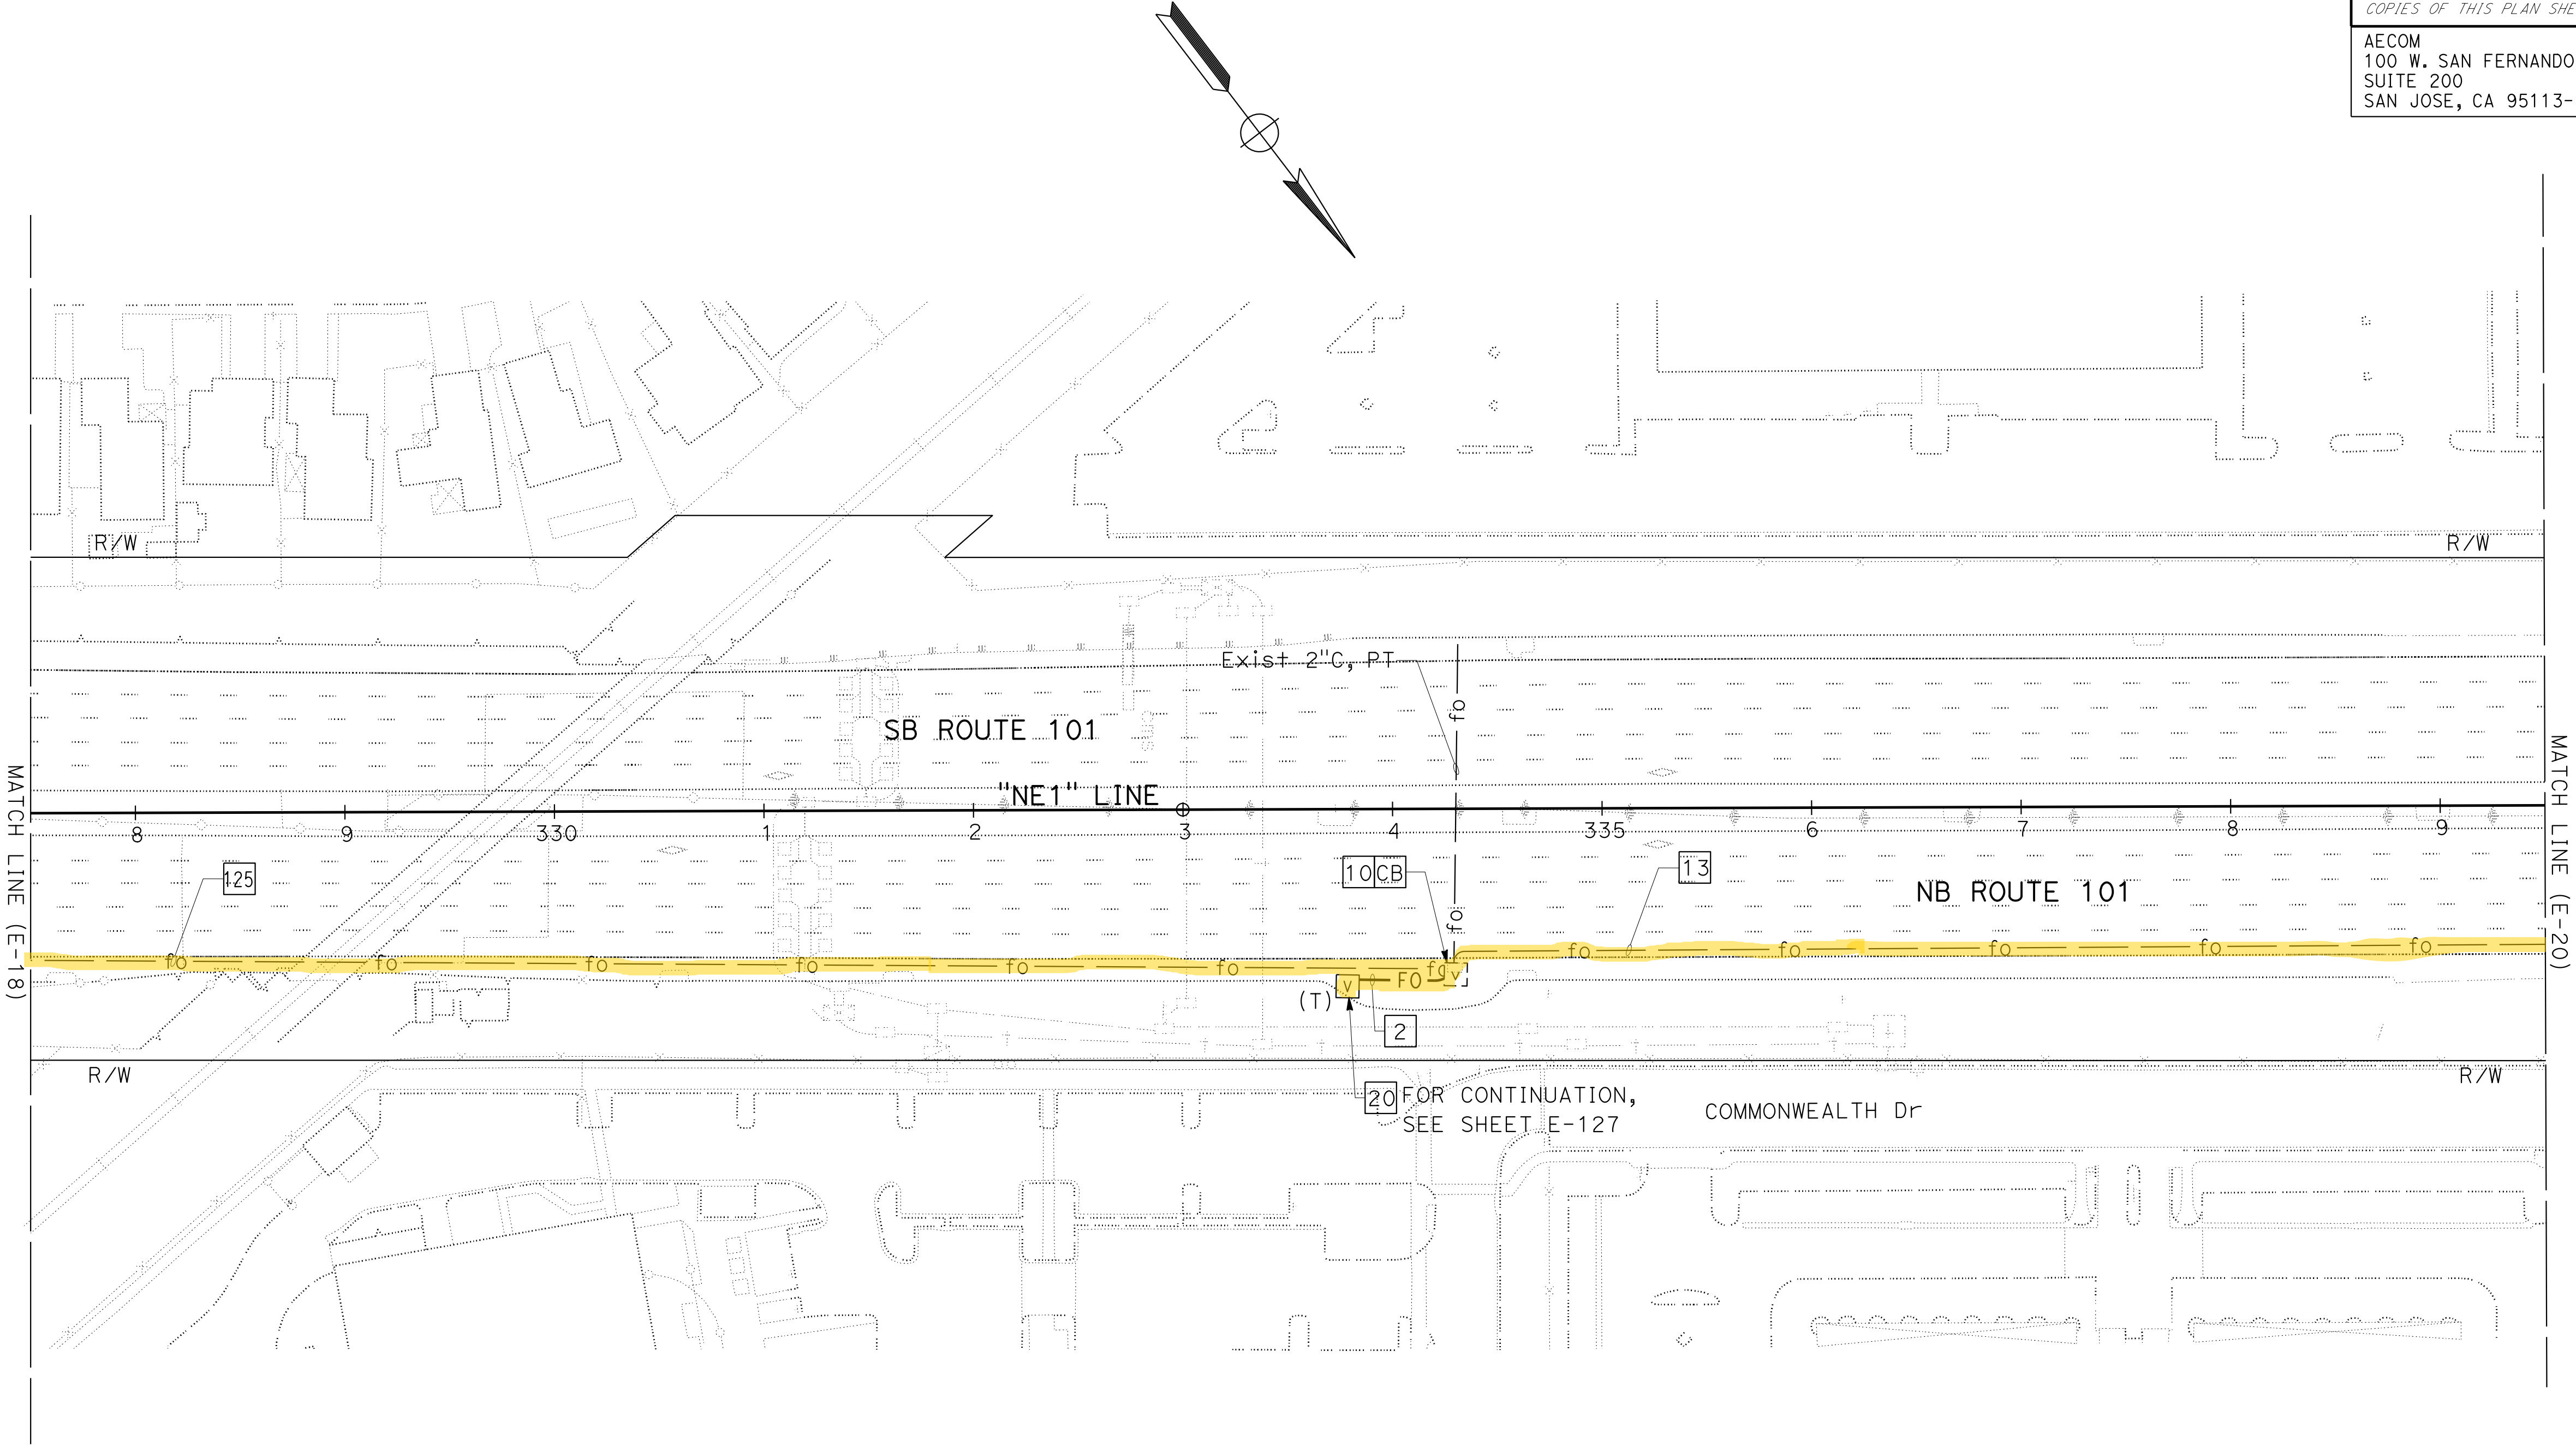 COPIES OF THIS PLAN SHE
AECOM
100 W. SAN FERNANDO
SUITE 200
SAN JOSE, CA 95113-
R/W
R/W
Exist 2"C, PT
fo
SB ROUTE 101
"NE1" LINE
MATCH LINE (E-18)
MATCH LINE (E-20)
8 9 330 1 2 3 4 335 6 7 8 9
125
10 CB
13
NB ROUTE 101
fo
fo fo fo fo fo fo fo v fo fo fo fo fo
(T) v FO
2
R/W
R/W
20 FOR CONTINUATION,
SEE SHEET E-127
COMMONWEALTH Dr